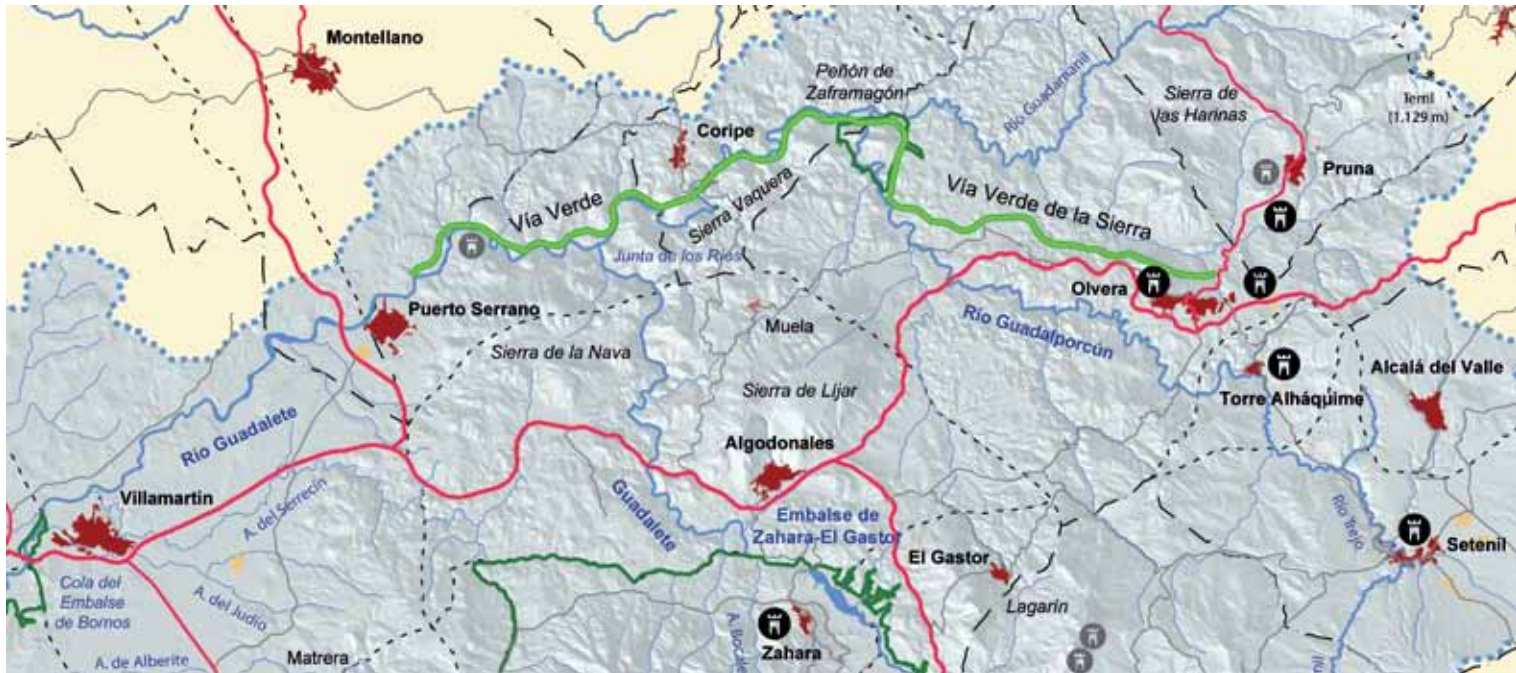 Montellano
Peñón de
Zaframagón
Río Guadamanil
Sierra de
las Harinas
Terril
(1.129 m)
Coripe
Pruna
Vía Verde
Sierra Vaquera
Vía Verde de la Sierra
Junta de los Ríos
Olvera
Puerto Serrano
Muela
Río Guadalporcún
Sierra de la Nava
Sierra de Líjar
Alcalá del Valle
Torre Alháquime
Río Guadalete
Algodonales
Villamartín
A. del Serrecín
Guadalete
Embalse de
Zahara-El Gastor
Río Trejo
Setenil
El Gastor
Cola del
Embalse
de Bornos
A. del Judío
Lagarín
A. de Alberite
Matrera
Zahara
A. Bocale